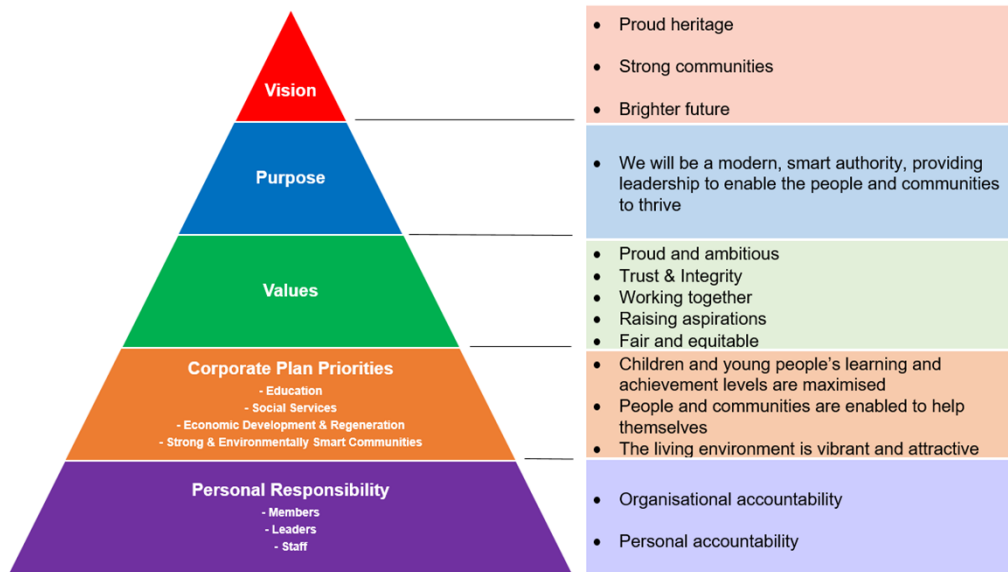 Vision
• Proud heritage
• Strong communities
• Brighter future
Purpose
• We will be a modern, smart authority, providing
leadership to enable the people and communities
to thrive
Values
• Proud and ambitious
• Trust & Integrity
• Working together
• Raising aspirations
• Fair and equitable
Corporate Plan Priorities
- Education
- Social Services
- Economic Development & Regeneration
- Strong & Environmentally Smart Communities
• Children and young people’s learning and
achievement levels are maximised
• People and communities are enabled to help
themselves
• The living environment is vibrant and attractive
Personal Responsibility
- Members
- Leaders
- Staff
• Organisational accountability
• Personal accountability